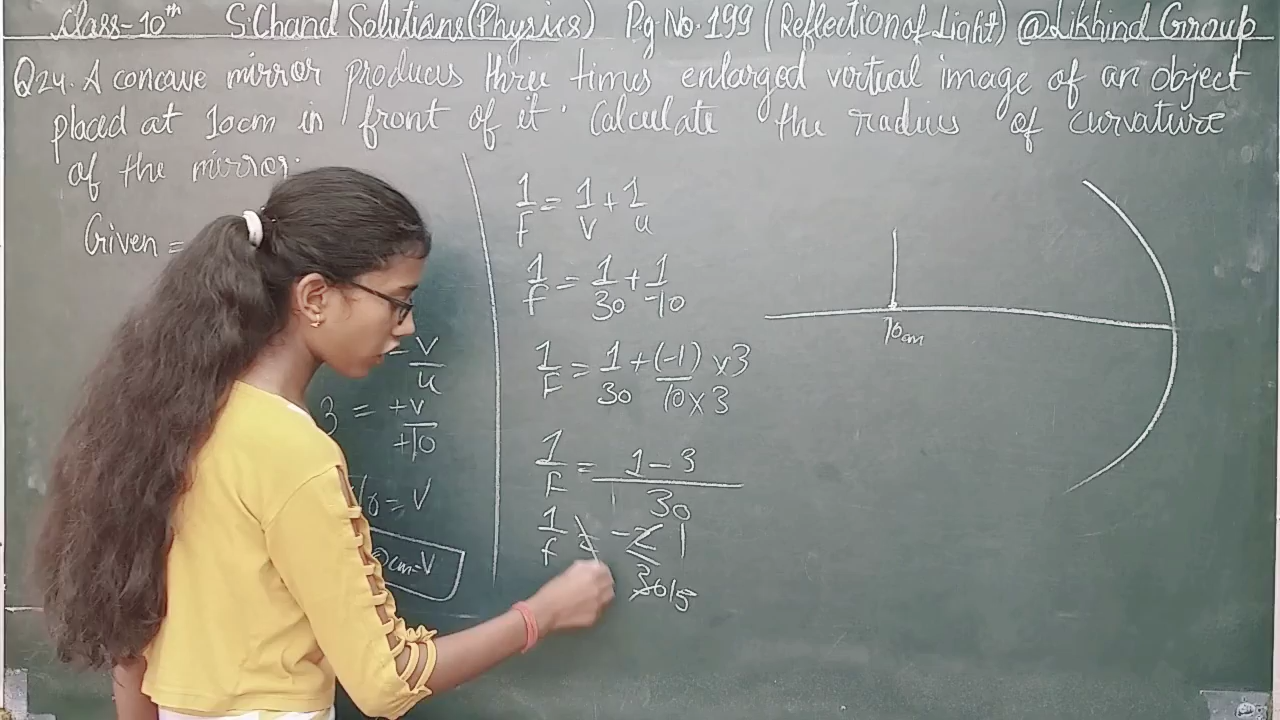 Class-10th S.Chand Solutions(Physics) Pg No.199 (Reflection of Light) @Likhind Group
Q24. A concave mirror produces three times enlarged virtual image of an object
placed at 10cm in front of it. Calculate the radius of curvature
of the mirror.
Given =
-v/u
3 = +v/+10
= V
cm=V
1/F = 1/v + 1/u
1/F = 1/30 + 1/-10
1/F = 1/30 + (-1)/10 x3/x3
1/F = 1-3/30
1/F = -2/30 1/15
10cm